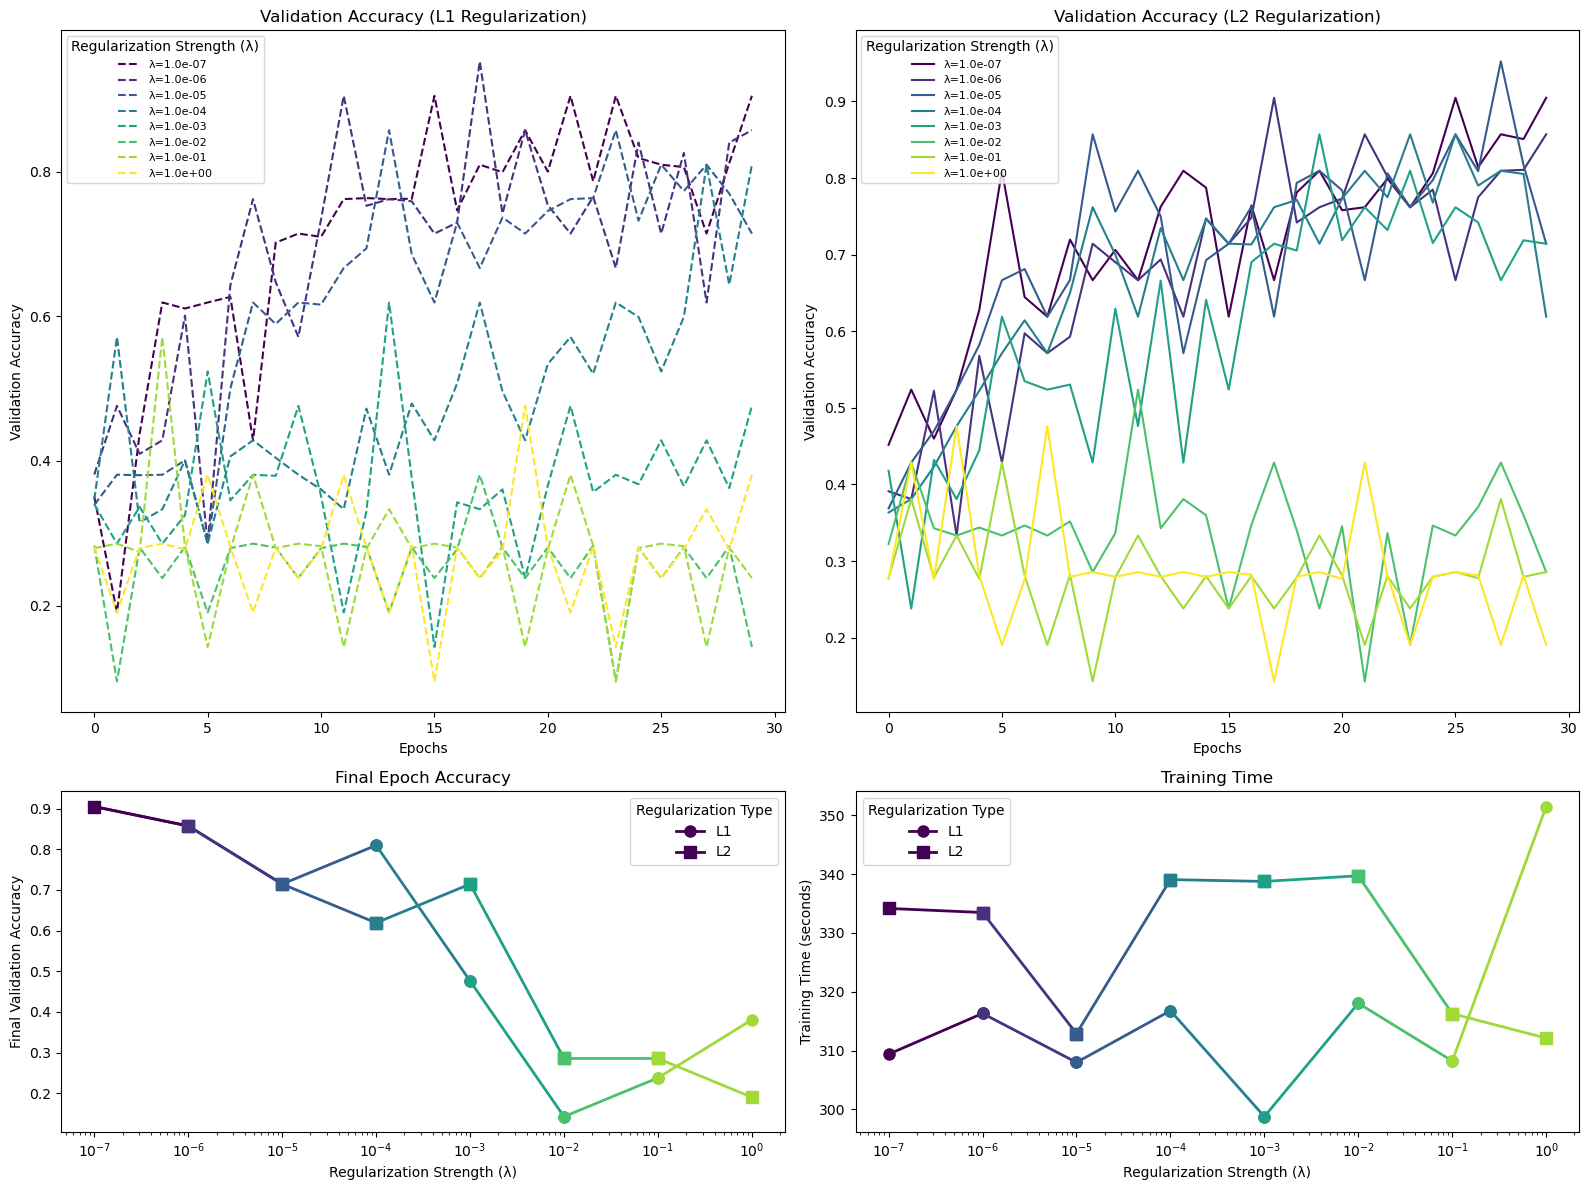 Validation Accuracy (L1 Regularization)
Validation Accuracy
Regularization Strength (λ)
λ=1.0e-07
λ=1.0e-06
λ=1.0e-05
λ=1.0e-04
λ=1.0e-03
λ=1.0e-02
λ=1.0e-01
λ=1.0e+00
0.8
0.6
0.4
0.2
0 5 10 15 20 25 30
Epochs
Validation Accuracy (L2 Regularization)
Validation Accuracy
Regularization Strength (λ)
λ=1.0e-07
λ=1.0e-06
λ=1.0e-05
λ=1.0e-04
λ=1.0e-03
λ=1.0e-02
λ=1.0e-01
λ=1.0e+00
0.9
0.8
0.7
0.6
0.5
0.4
0.3
0.2
0 5 10 15 20 25 30
Epochs
Final Epoch Accuracy
Final Validation Accuracy
Regularization Type
L1
L2
0.9
0.8
0.7
0.6
0.5
0.4
0.3
0.2
10⁻⁷ 10⁻⁶ 10⁻⁵ 10⁻⁴ 10⁻³ 10⁻² 10⁻¹ 10⁰
Regularization Strength (λ)
Training Time
Training Time (seconds)
Regularization Type
L1
L2
350
340
330
320
310
300
10⁻⁷ 10⁻⁶ 10⁻⁵ 10⁻⁴ 10⁻³ 10⁻² 10⁻¹ 10⁰
Regularization Strength (λ)